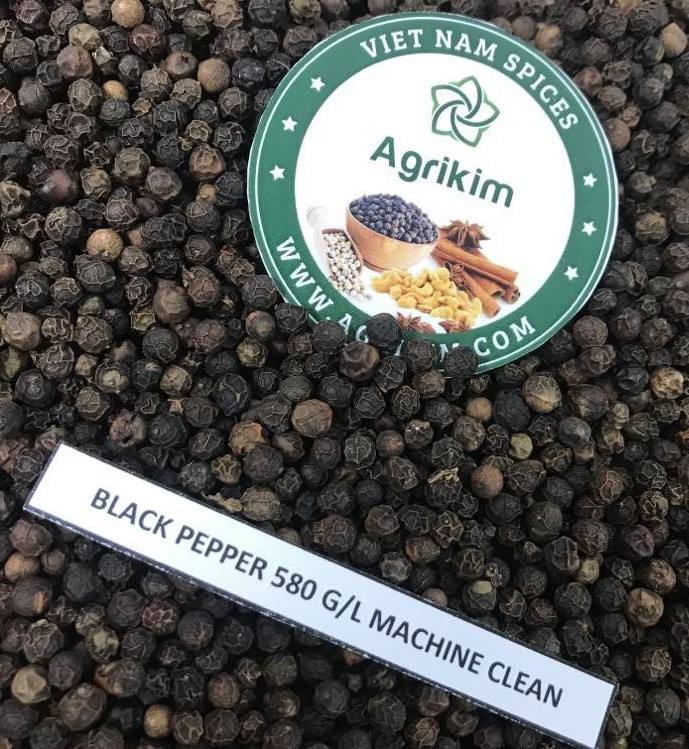 VIET NAM SPICES
Agrikim
BLACK PEPPER 580 G/L MACHINE CLEAN